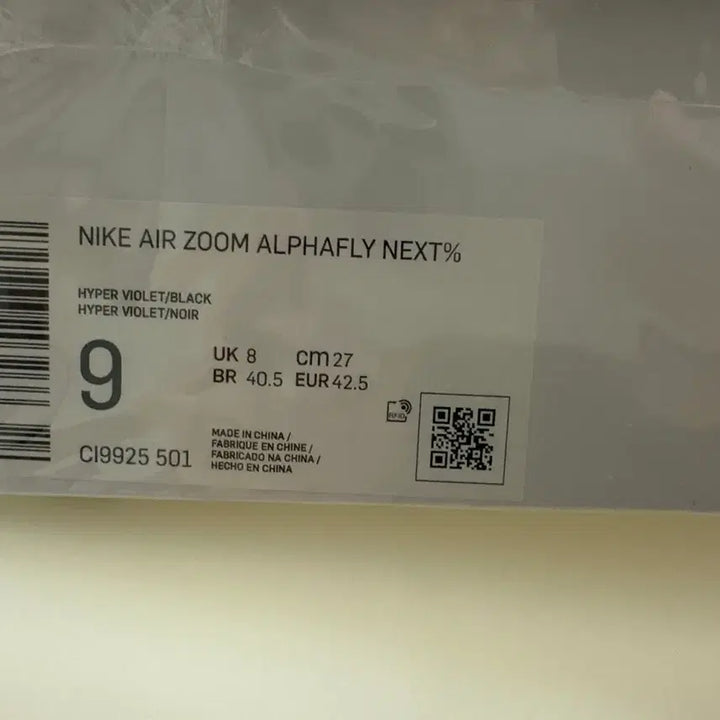 NIKE AIR ZOOM ALPHAFLY NEXT%
HYPER VIOLET/BLACK
HYPER VIOLET/NOIR
9
UK 8 cm 27
BR 40.5 EUR 42.5
RFID
CI9925 501
MADE IN CHINA /
FABRIQUE EN CHINE /
FABRICADO NA CHINA /
HECHO EN CHINA